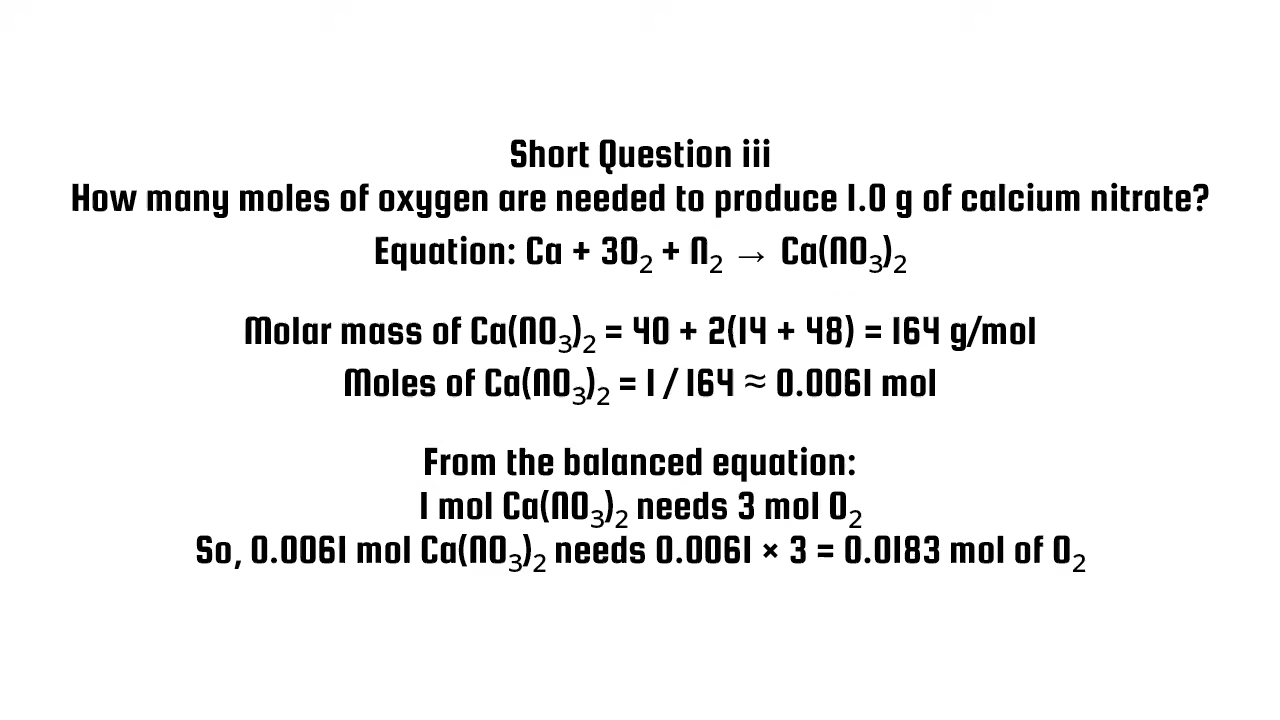 Short Question iii
How many moles of oxygen are needed to produce 1.0 g of calcium nitrate?
Equation: Ca + 3O₂ + N₂ → Ca(NO₃)₂
Molar mass of Ca(NO₃)₂ = 40 + 2(14 + 48) = 164 g/mol
Moles of Ca(NO₃)₂ = 1 / 164 ≈ 0.0061 mol
From the balanced equation:
1 mol Ca(NO₃)₂ needs 3 mol O₂
So, 0.0061 mol Ca(NO₃)₂ needs 0.0061 × 3 = 0.0183 mol of O₂